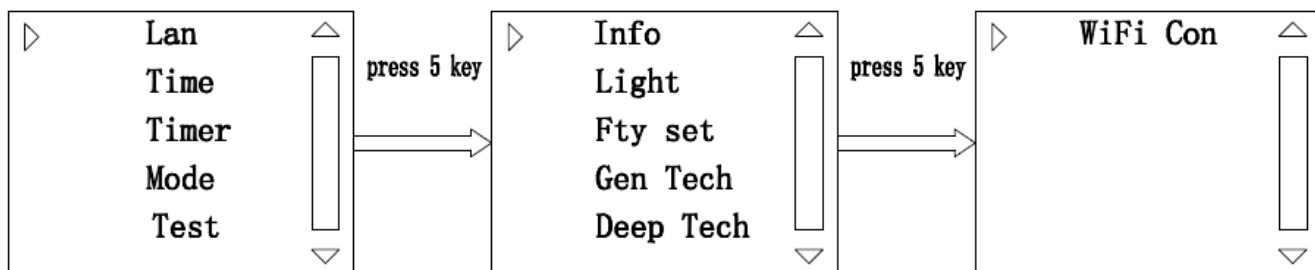 Lan
Time
Timer
Mode
Test
press 5 key
Info
Light
Fty set
Gen Tech
Deep Tech
press 5 key
WiFi Con